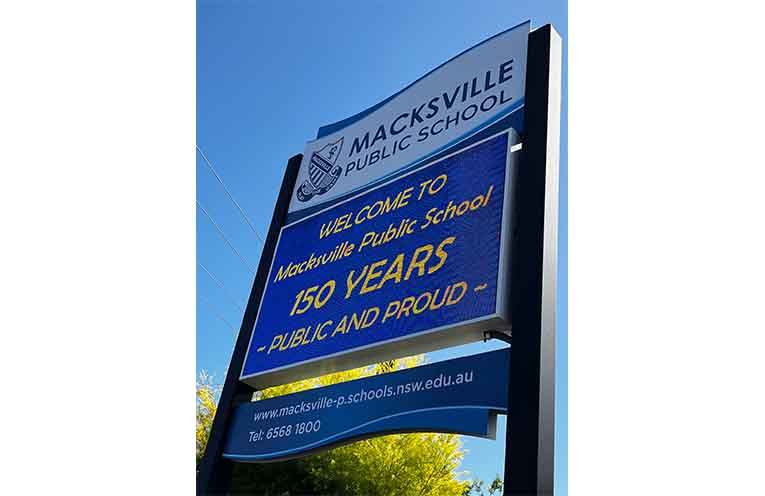 MACKSVILLE
PUBLIC SCHOOL
WELCOME TO
Macksville Public School
150 YEARS
~ PUBLIC AND PROUD ~
www.macksville-p.schools.nsw.edu.au
Tel: 6568 1800